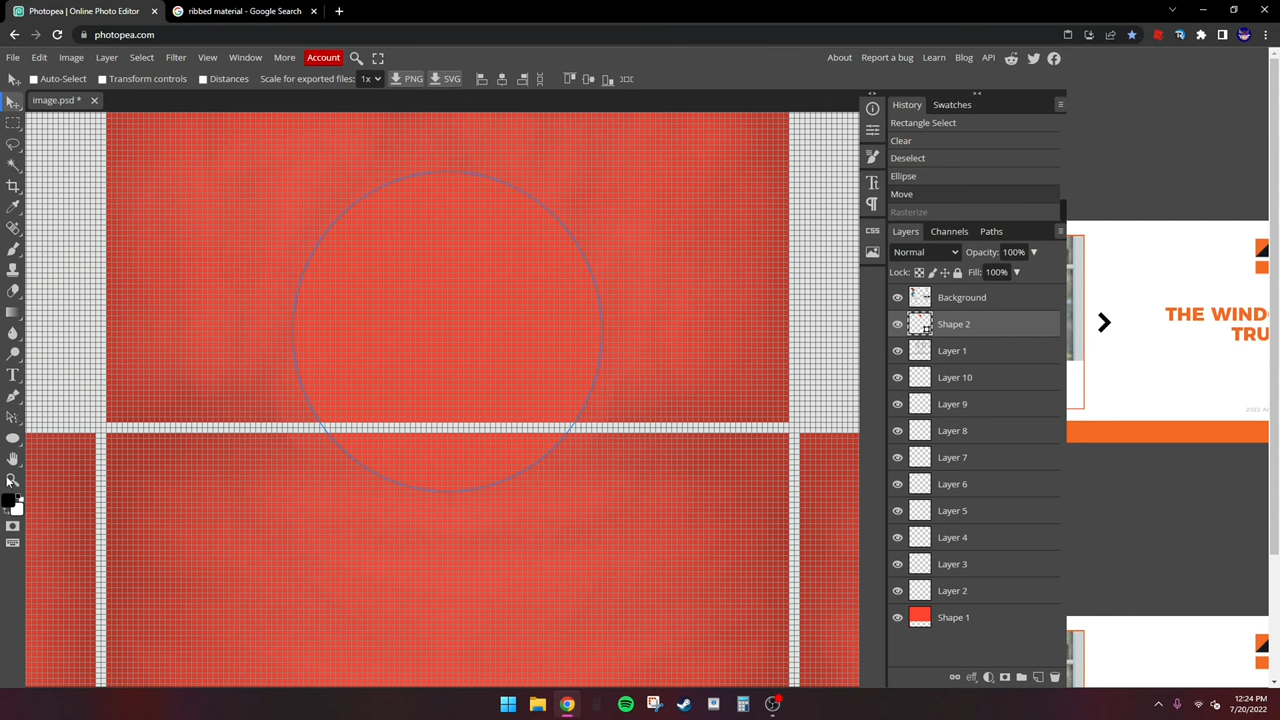 Photopea | Online Photo Editor
ribbed material - Google Search
photopea.com
File Edit Image Layer Select Filter View Window More Account
About Report a bug Learn Blog API
Auto-Select Transform controls Distances Scale for exported files: 1x PNG SVG
image.psd *
History Swatches
Rectangle Select
Clear
Deselect
Ellipse
Move
Rasterize
Layers Channels Paths
Normal Opacity: 100%
Lock: Fill: 100%
Background
Shape 2
Layer 1
Layer 10
Layer 9
Layer 8
Layer 7
Layer 6
Layer 5
Layer 4
Layer 3
Layer 2
Shape 1
CSS
THE WINDO
TRU
12:24 PM
7/20/2022